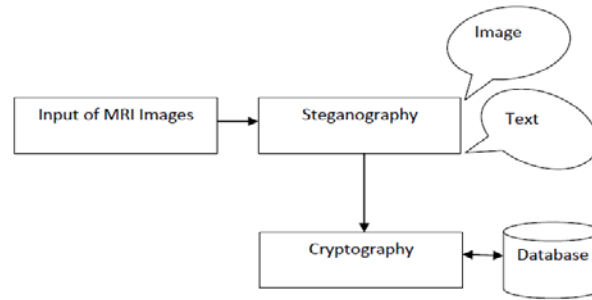 Image
Input of MRI Images
Steganography
Text
Cryptography
Database